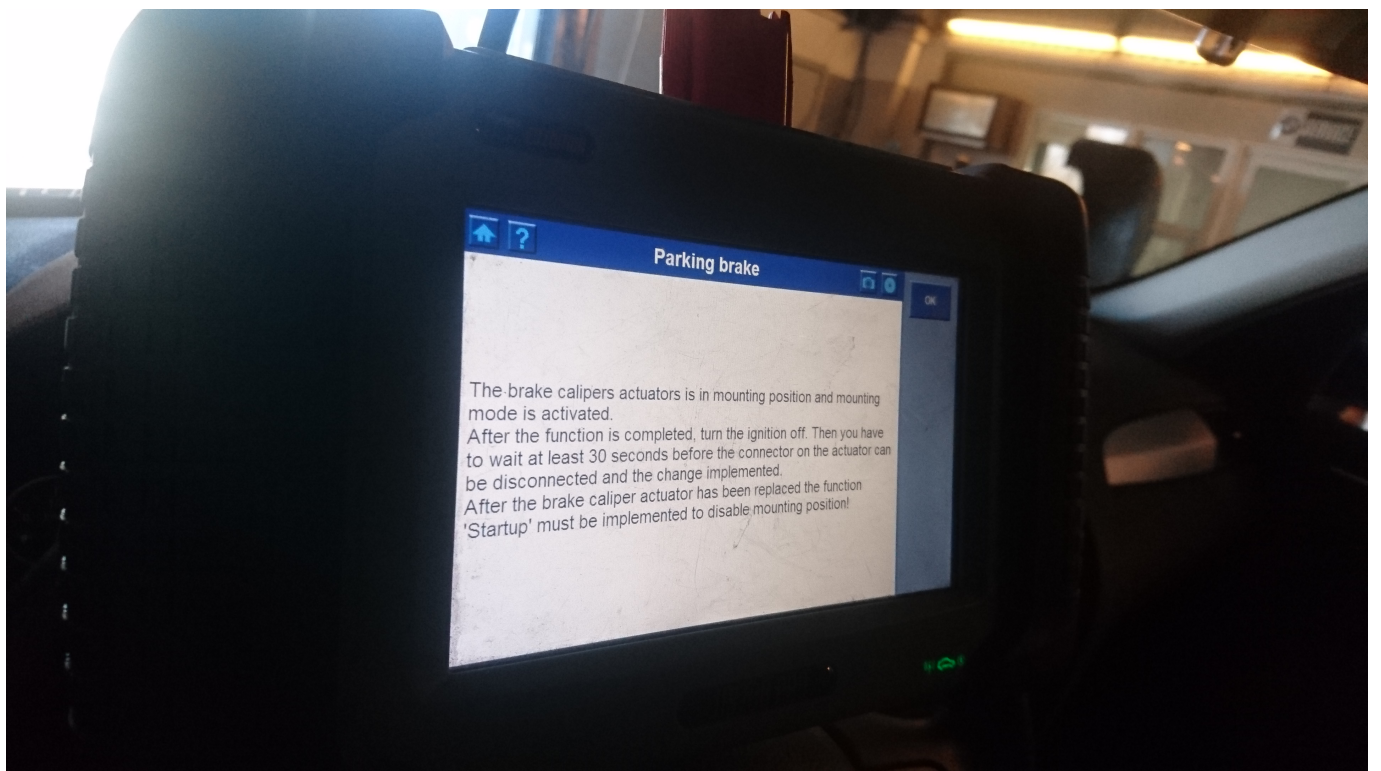 Parking brake
OK
The brake calipers actuators is in mounting position and mounting
mode is activated.
After the function is completed, turn the ignition off. Then you have
to wait at least 30 seconds before the connector on the actuator can
be disconnected and the change implemented.
After the brake caliper actuator has been replaced the function
'Startup' must be implemented to disable mounting position!